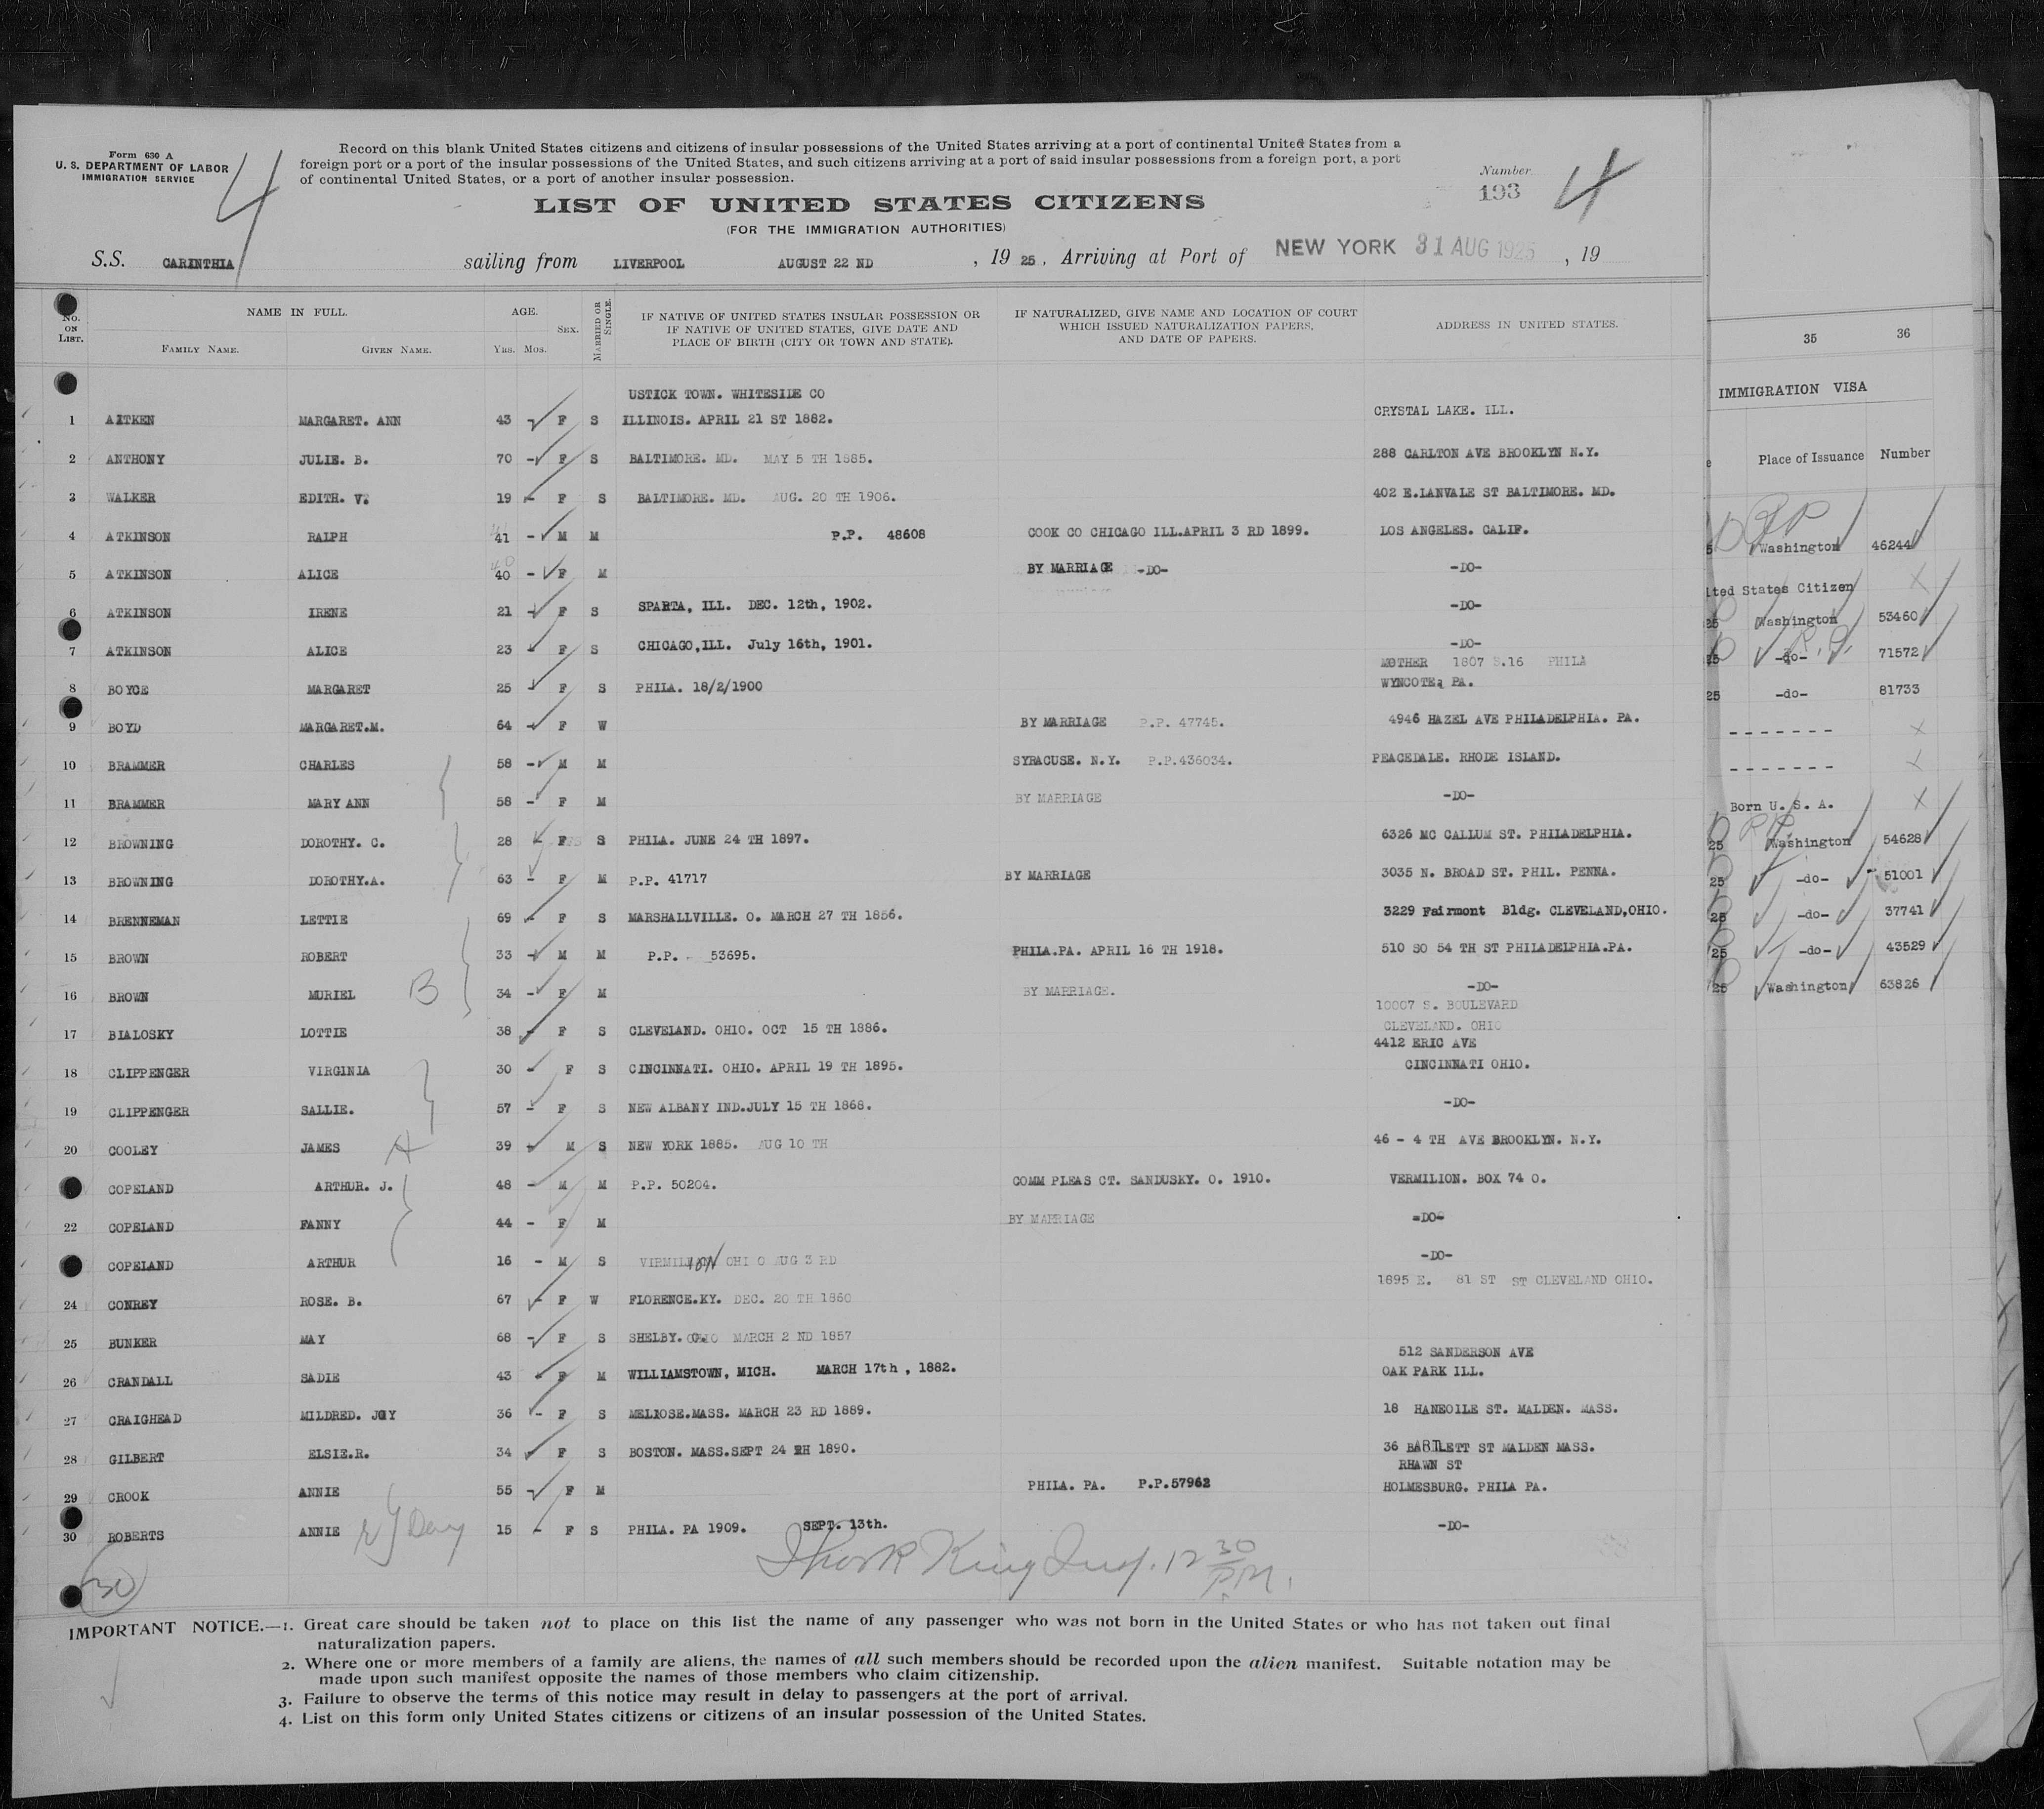 Form 630 A
U. S. DEPARTMENT OF LABOR
IMMIGRATION SERVICE
4
Record on this blank United States citizens and citizens of insular possessions of the United States arriving at a port of continental United States from a
foreign port or a port of the insular possessions of the United States, and such citizens arriving at a port of said insular possessions from a foreign port, a port
of continental United States, or a port of another insular possession.
Number
193
4
LIST OF UNITED STATES CITIZENS
(FOR THE IMMIGRATION AUTHORITIES)
S.S. CARINTHIA sailing from LIVERPOOL AUGUST 22 ND , 19 25 , Arriving at Port of NEW YORK 31 AUG 1925 , 19
No. ON LIST. NAME IN FULL. FAMILY NAME. GIVEN NAME. AGE. Yrs. Mos. SEX. MARRIED OR SINGLE. IF NATIVE OF UNITED STATES INSULAR POSSESSION OR IF NATIVE OF UNITED STATES, GIVE DATE AND PLACE OF BIRTH (CITY OR TOWN AND STATE). IF NATURALIZED, GIVE NAME AND LOCATION OF COURT WHICH ISSUED NATURALIZATION PAPERS, AND DATE OF PAPERS. ADDRESS IN UNITED STATES.
USTICK TOWN. WHITESIDE CO
1 AITKEN MARGARET. ANN 43 - F S ILLINOIS. APRIL 21 ST 1882. CRYSTAL LAKE. ILL.
2 ANTHONY JULIE. B. 70 - F S BALTIMORE. MD. MAY 5 TH 1885. 288 CARLTON AVE BROOKLYN N.Y.
3 WALKER EDITH. V. 19 - F S BALTIMORE. MD. AUG. 20 TH 1906. 402 E.LANVALE ST BALTIMORE. MD.
4 ATKINSON RALPH 41 - M M P.P. 48608 COOK CO CHICAGO ILL.APRIL 3 RD 1899. LOS ANGELES. CALIF.
5 ATKINSON ALICE 40 - F M BY MARRIAGE -DO- -DO-
6 ATKINSON IRENE 21 - F S SPARTA, ILL. DEC. 12th, 1902. -DO-
7 ATKINSON ALICE 23 - F S CHICAGO,ILL. July 16th, 1901. -DO-
MOTHER 1807 S.16 PHILA
8 BOYCE MARGARET 25 - F S PHILA. 18/2/1900 WYNCOTE, PA.
9 BOYD MARGARET.M. 64 - F W BY MARRIAGE P.P. 47745. 4946 HAZEL AVE PHILADELPHIA. PA.
10 BRAMMER CHARLES 58 - M M SYRACUSE. N.Y. P.P.436034. PEACEDALE. RHODE ISLAND.
11 BRAMMER MARY ANN 58 - F M BY MARRIAGE -DO-
12 BROWNING DOROTHY. C. 28 - F S PHILA. JUNE 24 TH 1897. 6326 MC CALLUM ST. PHILADELPHIA.
13 BROWNING DOROTHY.A. 63 - F M P.P. 41717 BY MARRIAGE 3035 N. BROAD ST. PHIL. PENNA.
14 BRENNEMAN LETTIE 69 - F S MARSHALLVILLE. O. MARCH 27 TH 1856. 3229 Fairmont Bldg. CLEVELAND,OHIO.
15 BROWN ROBERT 33 - M M P.P. 53695. PHILA.PA. APRIL 16 TH 1918. 510 SO 54 TH ST PHILADELPHIA.PA.
16 BROWN MURIEL B 34 - F M BY MARRIAGE. -DO-
10007 S. BOULEVARD
17 BIALOSKY LOTTIE 38 - F S CLEVELAND. OHIO. OCT 15 TH 1886. CLEVELAND. OHIO
4412 ERIC AVE
18 CLIPPENGER VIRGINIA 30 - F S CINCINNATI. OHIO. APRIL 19 TH 1895. CINCINNATI OHIO.
19 CLIPPENGER SALLIE. 57 - F S NEW ALBANY IND.JULY 15 TH 1868. -DO-
20 COOLEY JAMES 39 - M S NEW YORK 1885. AUG 10 TH 46 - 4 TH AVE BROOKLYN. N.Y.
COPELAND ARTHUR. J. 48 - M M P.P. 50204. COMM PLEAS CT. SANDUSKY. O. 1910. VERMILION. BOX 74 O.
22 COPELAND FANNY 44 - F M BY MARRIAGE -DO-
COPELAND ARTHUR 16 - M S OHIO AUG 3 RD -DO-
1895 E. 81 ST ST CLEVELAND OHIO.
24 CONREY ROSE. B. 67 - F W FLORENCE.KY. DEC. 20 TH 1860
25 BUNKER MAY 68 - F S SHELBY. OHIO MARCH 2 ND 1857
512 SANDERSON AVE
26 CRANDALL SADIE 43 F M WILLIAMSTOWN, MICH. MARCH 17th , 1882. OAK PARK ILL.
27 CRAIGHEAD MILDRED. JOY 36 - F S MELIOSE.MASS. MARCH 23 RD 1889. 18 HANEOILE ST. MALDEN. MASS.
28 GILBERT ELSIE.R. 34 F S BOSTON. MASS.SEPT 24 TH 1890. 36 BARTLETT ST MALDEN MASS.
RHAWN ST
29 CROOK ANNIE 55 - F M PHILA. PA. P.P.57962 HOLMESBURG. PHILA PA.
30 ROBERTS ANNIE 15 - F S PHILA. PA 1909. SEPT. 13th. -DO-
30
King Insp. 12 30 P.M.
IMPORTANT NOTICE.—1. Great care should be taken not to place on this list the name of any passenger who was not born in the United States or who has not taken out final
naturalization papers.
2. Where one or more members of a family are aliens, the names of all such members should be recorded upon the alien manifest. Suitable notation may be
made upon such manifest opposite the names of those members who claim citizenship.
3. Failure to observe the terms of this notice may result in delay to passengers at the port of arrival.
4. List on this form only United States citizens or citizens of an insular possession of the United States.
35 36
IMMIGRATION VISA
Place of Issuance Number
Washington 46244
ited States Citizen
25 Washington 53460
25 -do- 71572
25 -do- 81733
- - - - - - -
- - - - - - -
Born U. S. A.
25 Washington 54628
25 -do- 51001
25 -do- 37741
25 -do- 43529
25 Washington 63826